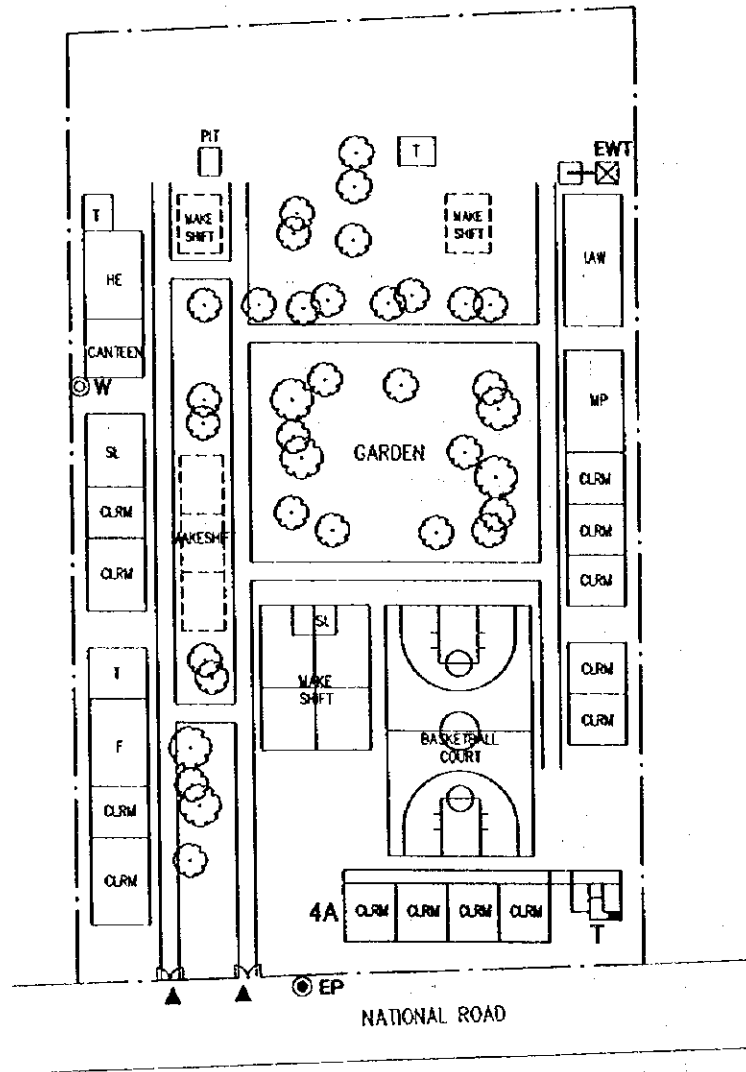 PIT
T
EWT
T
MAKE
SHIFT
MAKE
SHIFT
LAW
HE
CANTEEN
W
MP
GARDEN
SL
CLRM
CLRM
MAKESHIFT
CLRM
CLRM
CLRM
SL
T
MAKE
SHIFT
CLRM
CLRM
F
BASKETBALL
COURT
CLRM
CLRM
4A
CLRM
CLRM
CLRM
CLRM
T
EP
NATIONAL ROAD